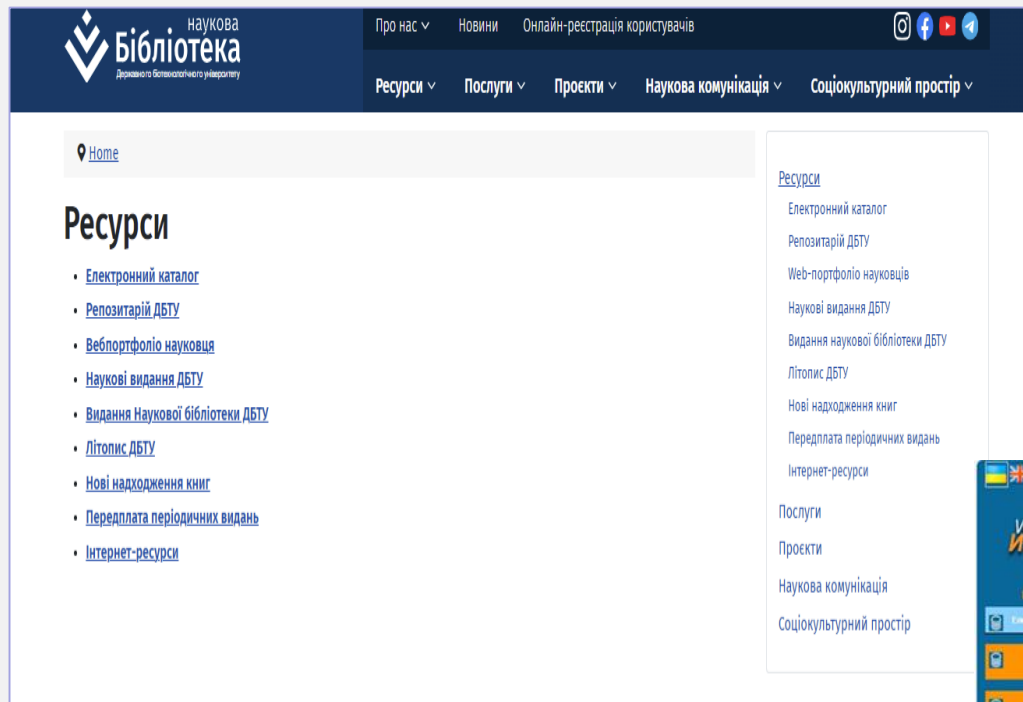 наукова
Бібліотека
Державного біотехнологічного університету
Про нас Новини Онлайн-реєстрація користувачів
Ресурси Послуги Проєкти Наукова комунікація Соціокультурний простір
Home
Ресурси
Електронний каталог
Репозитарій ДБТУ
Вебпортфоліо науковця
Наукові видання ДБТУ
Видання Наукової бібліотеки ДБТУ
Літопис ДБТУ
Нові надходження книг
Передплата періодичних видань
Інтернет-ресурси
Ресурси
Електронний каталог
Репозитарій ДБТУ
Web-портфоліо науковців
Наукові видання ДБТУ
Видання наукової бібліотеки ДБТУ
Літопис ДБТУ
Нові надходження книг
Передплата періодичних видань
Інтернет-ресурси
Послуги
Проєкти
Наукова комунікація
Соціокультурний простір